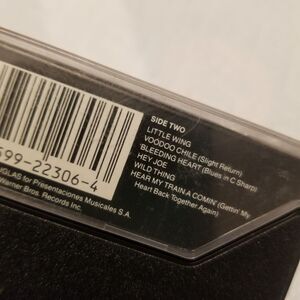 SIDE TWO
LITTLE WING
VOODOO CHILE (Slight Return)
BLEEDING HEART (Blues in C Sharp)
HEY JOE
WILD THING
HEAR MY TRAIN A COMIN' (Gettin' My
Heart Back Together Again)
599-22306-4
UGLAS for Presentaciones Musicales S.A.
Warner Bros. Records Inc.